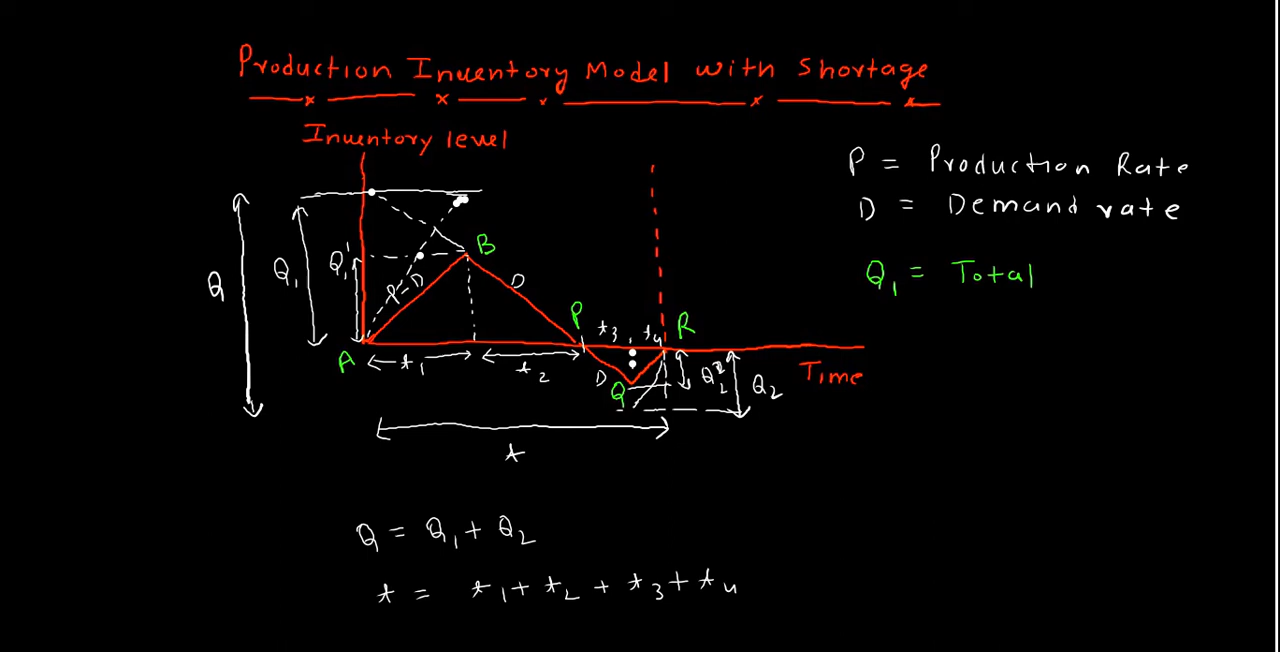 Production Inventory Model with Shortage
Inventory level
P = Production Rate
D = Demand rate
Q₁ = Total
Q
Q₁
Q₁'
P-D
B
D
A
t₁
t₂
P
t₃
t₄
R
D
Q
Q₂
Time
t
Q = Q₁ + Q₂
t = t₁ + t₂ + t₃ + t₄